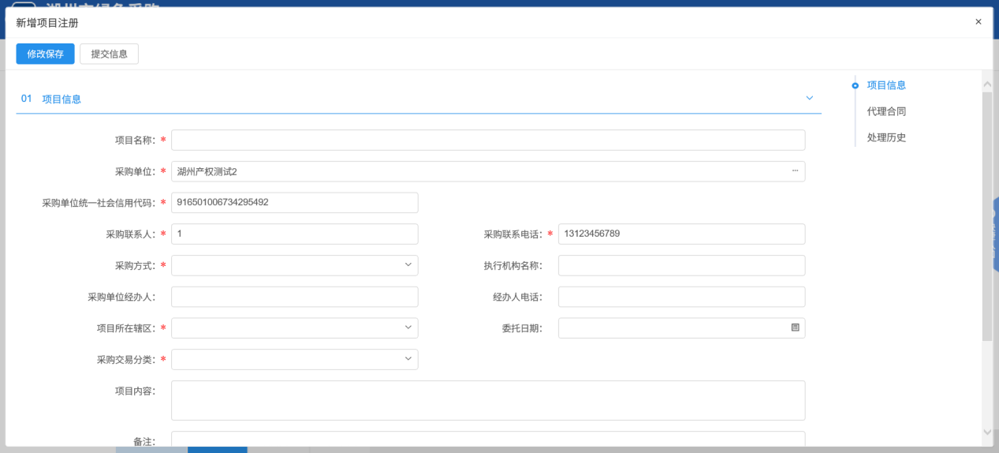 新增项目注册 ×
修改保存 提交信息
01 项目信息
项目信息
代理合同
处理历史
项目名称: *
采购单位: * 湖州产权测试2 ···
采购单位统一社会信用代码: * 916501006734295492
采购联系人: * 1 采购联系电话: * 13123456789
采购方式: * 执行机构名称:
采购单位经办人: 经办人电话:
项目所在辖区: * 委托日期:
采购交易分类: *
项目内容:
备注: